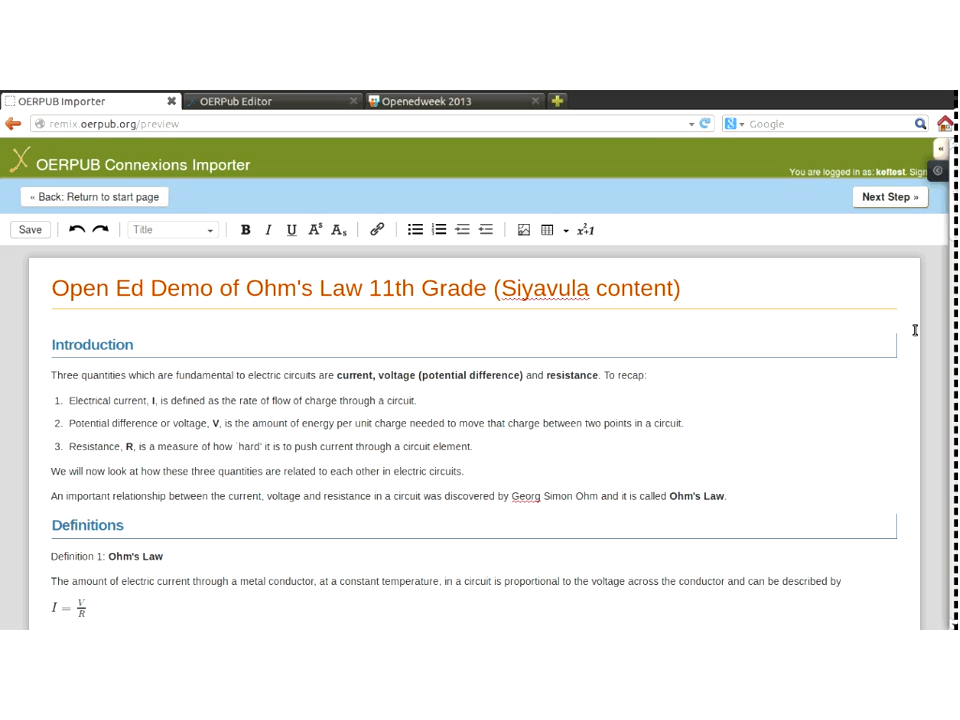 OERPUB Importer OERPub Editor Openedweek 2013
remix.oerpub.org/preview Google
OERPUB Connexions Importer
You are logged in as: keftest. Sign
« Back: Return to start page Next Step »
Save Title B I U A^s A_s x²+1
Open Ed Demo of Ohm's Law 11th Grade (Siyavula content)
Introduction
Three quantities which are fundamental to electric circuits are current, voltage (potential difference) and resistance. To recap:
1. Electrical current, I, is defined as the rate of flow of charge through a circuit.
2. Potential difference or voltage, V, is the amount of energy per unit charge needed to move that charge between two points in a circuit.
3. Resistance, R, is a measure of how `hard' it is to push current through a circuit element.
We will now look at how these three quantities are related to each other in electric circuits.
An important relationship between the current, voltage and resistance in a circuit was discovered by Georg Simon Ohm and it is called Ohm's Law.
Definitions
Definition 1: Ohm's Law
The amount of electric current through a metal conductor, at a constant temperature, in a circuit is proportional to the voltage across the conductor and can be described by
I = V/R